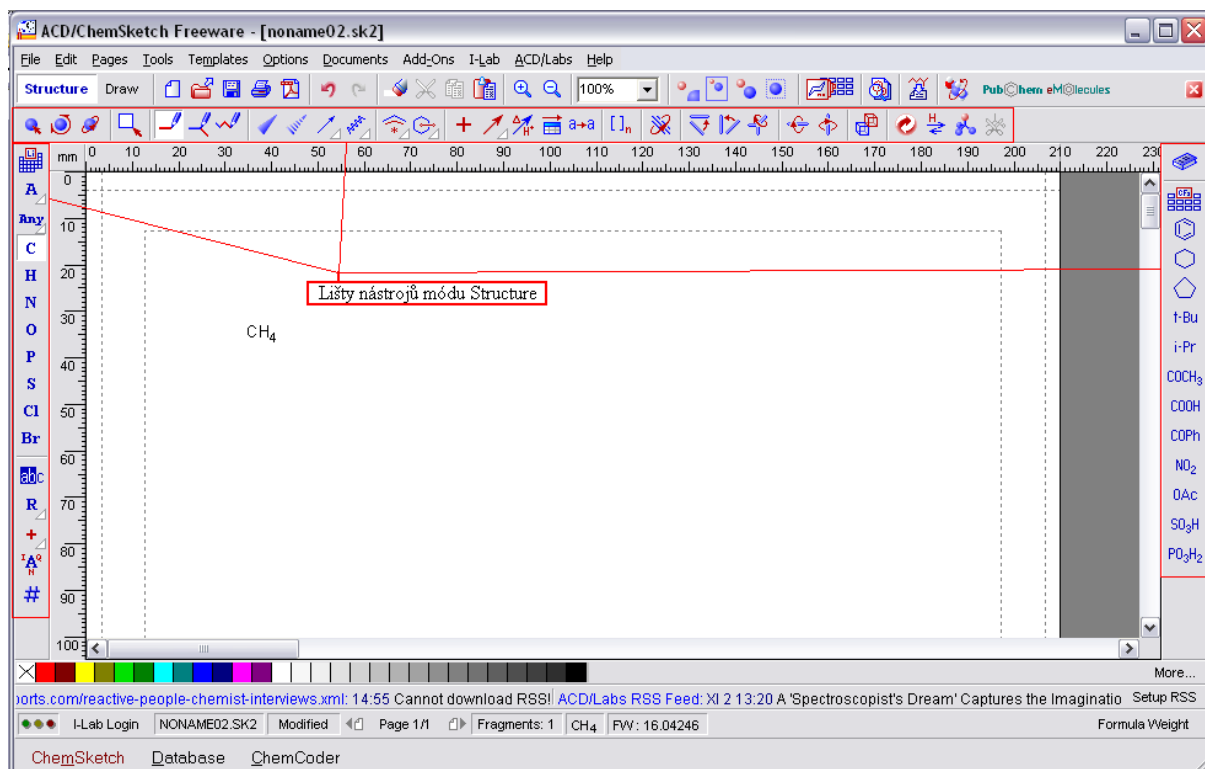 ACD/ChemSketch Freeware - [noname02.sk2]
File Edit Pages Tools Templates Options Documents Add-Ons I-Lab ACD/Labs Help
Structure Draw 100% PubChem eMolecules
a→a [ ]n
mm 0 10 20 30 40 50 60 70 80 90 100 110 120 130 140 150 160 170 180 190 200 210 220 230
Li
A
Any
C
H
N
O
P
S
Cl
Br
abc
R
+
#
0
10
20
30
40
50
60
70
80
90
100
Lišty nástrojů módu Structure
CH₄
t-Bu
i-Pr
COCH₃
COOH
COPh
NO₂
OAc
SO₃H
PO₃H₂
More...
ports.com/reactive-people-chemist-interviews.xml: 14:55 Cannot download RSS! ACD/Labs RSS Feed: XI 2 13:20 A 'Spectroscopist's Dream' Captures the Imaginatio Setup RSS
I-Lab Login NONAME02.SK2 Modified Page 1/1 Fragments: 1 CH₄ FW: 16.04246 Formula Weight
ChemSketch Database ChemCoder